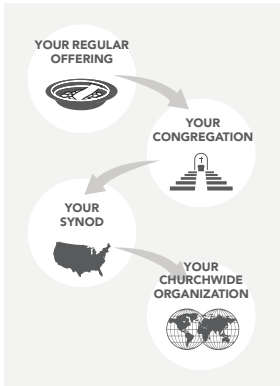 YOUR REGULAR
OFFERING
YOUR
CONGREGATION
YOUR
SYNOD
YOUR
CHURCHWIDE
ORGANIZATION